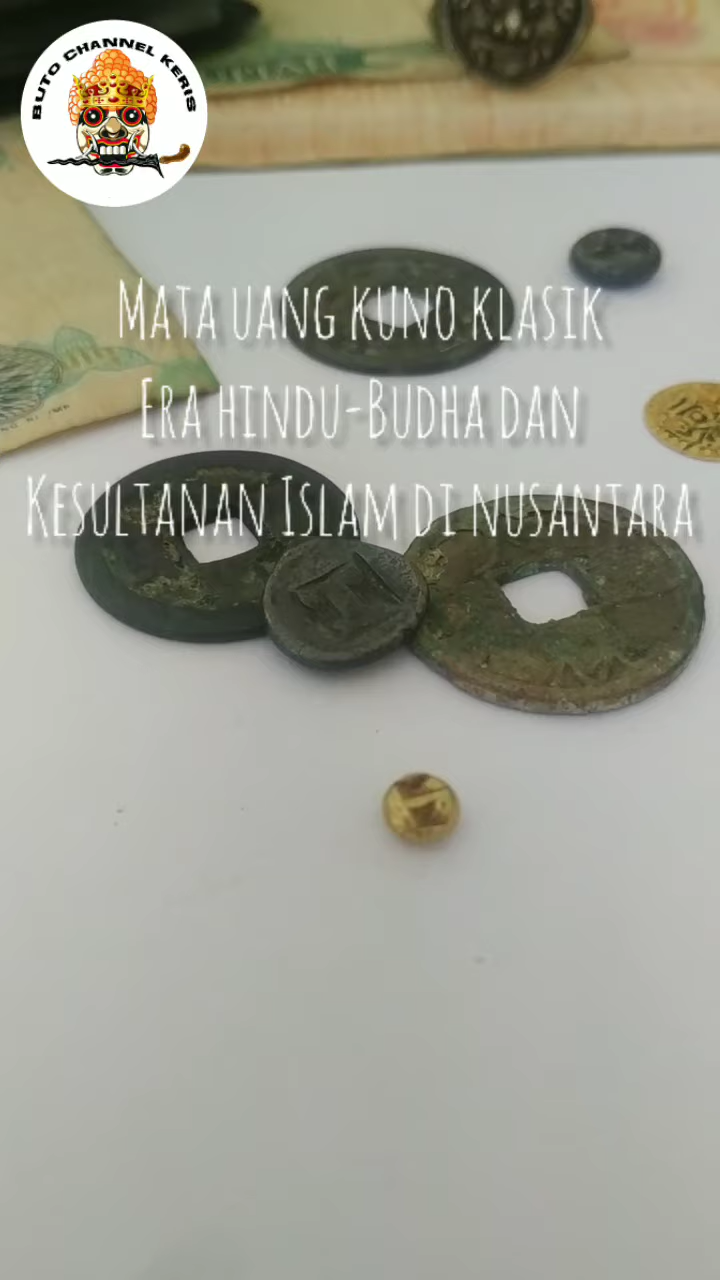 BUTO CHANNEL KERIS
MATA UANG KUNO KLASIK
ERA HINDU-BUDHA DAN
KESULTANAN ISLAM DI NUSANTARA